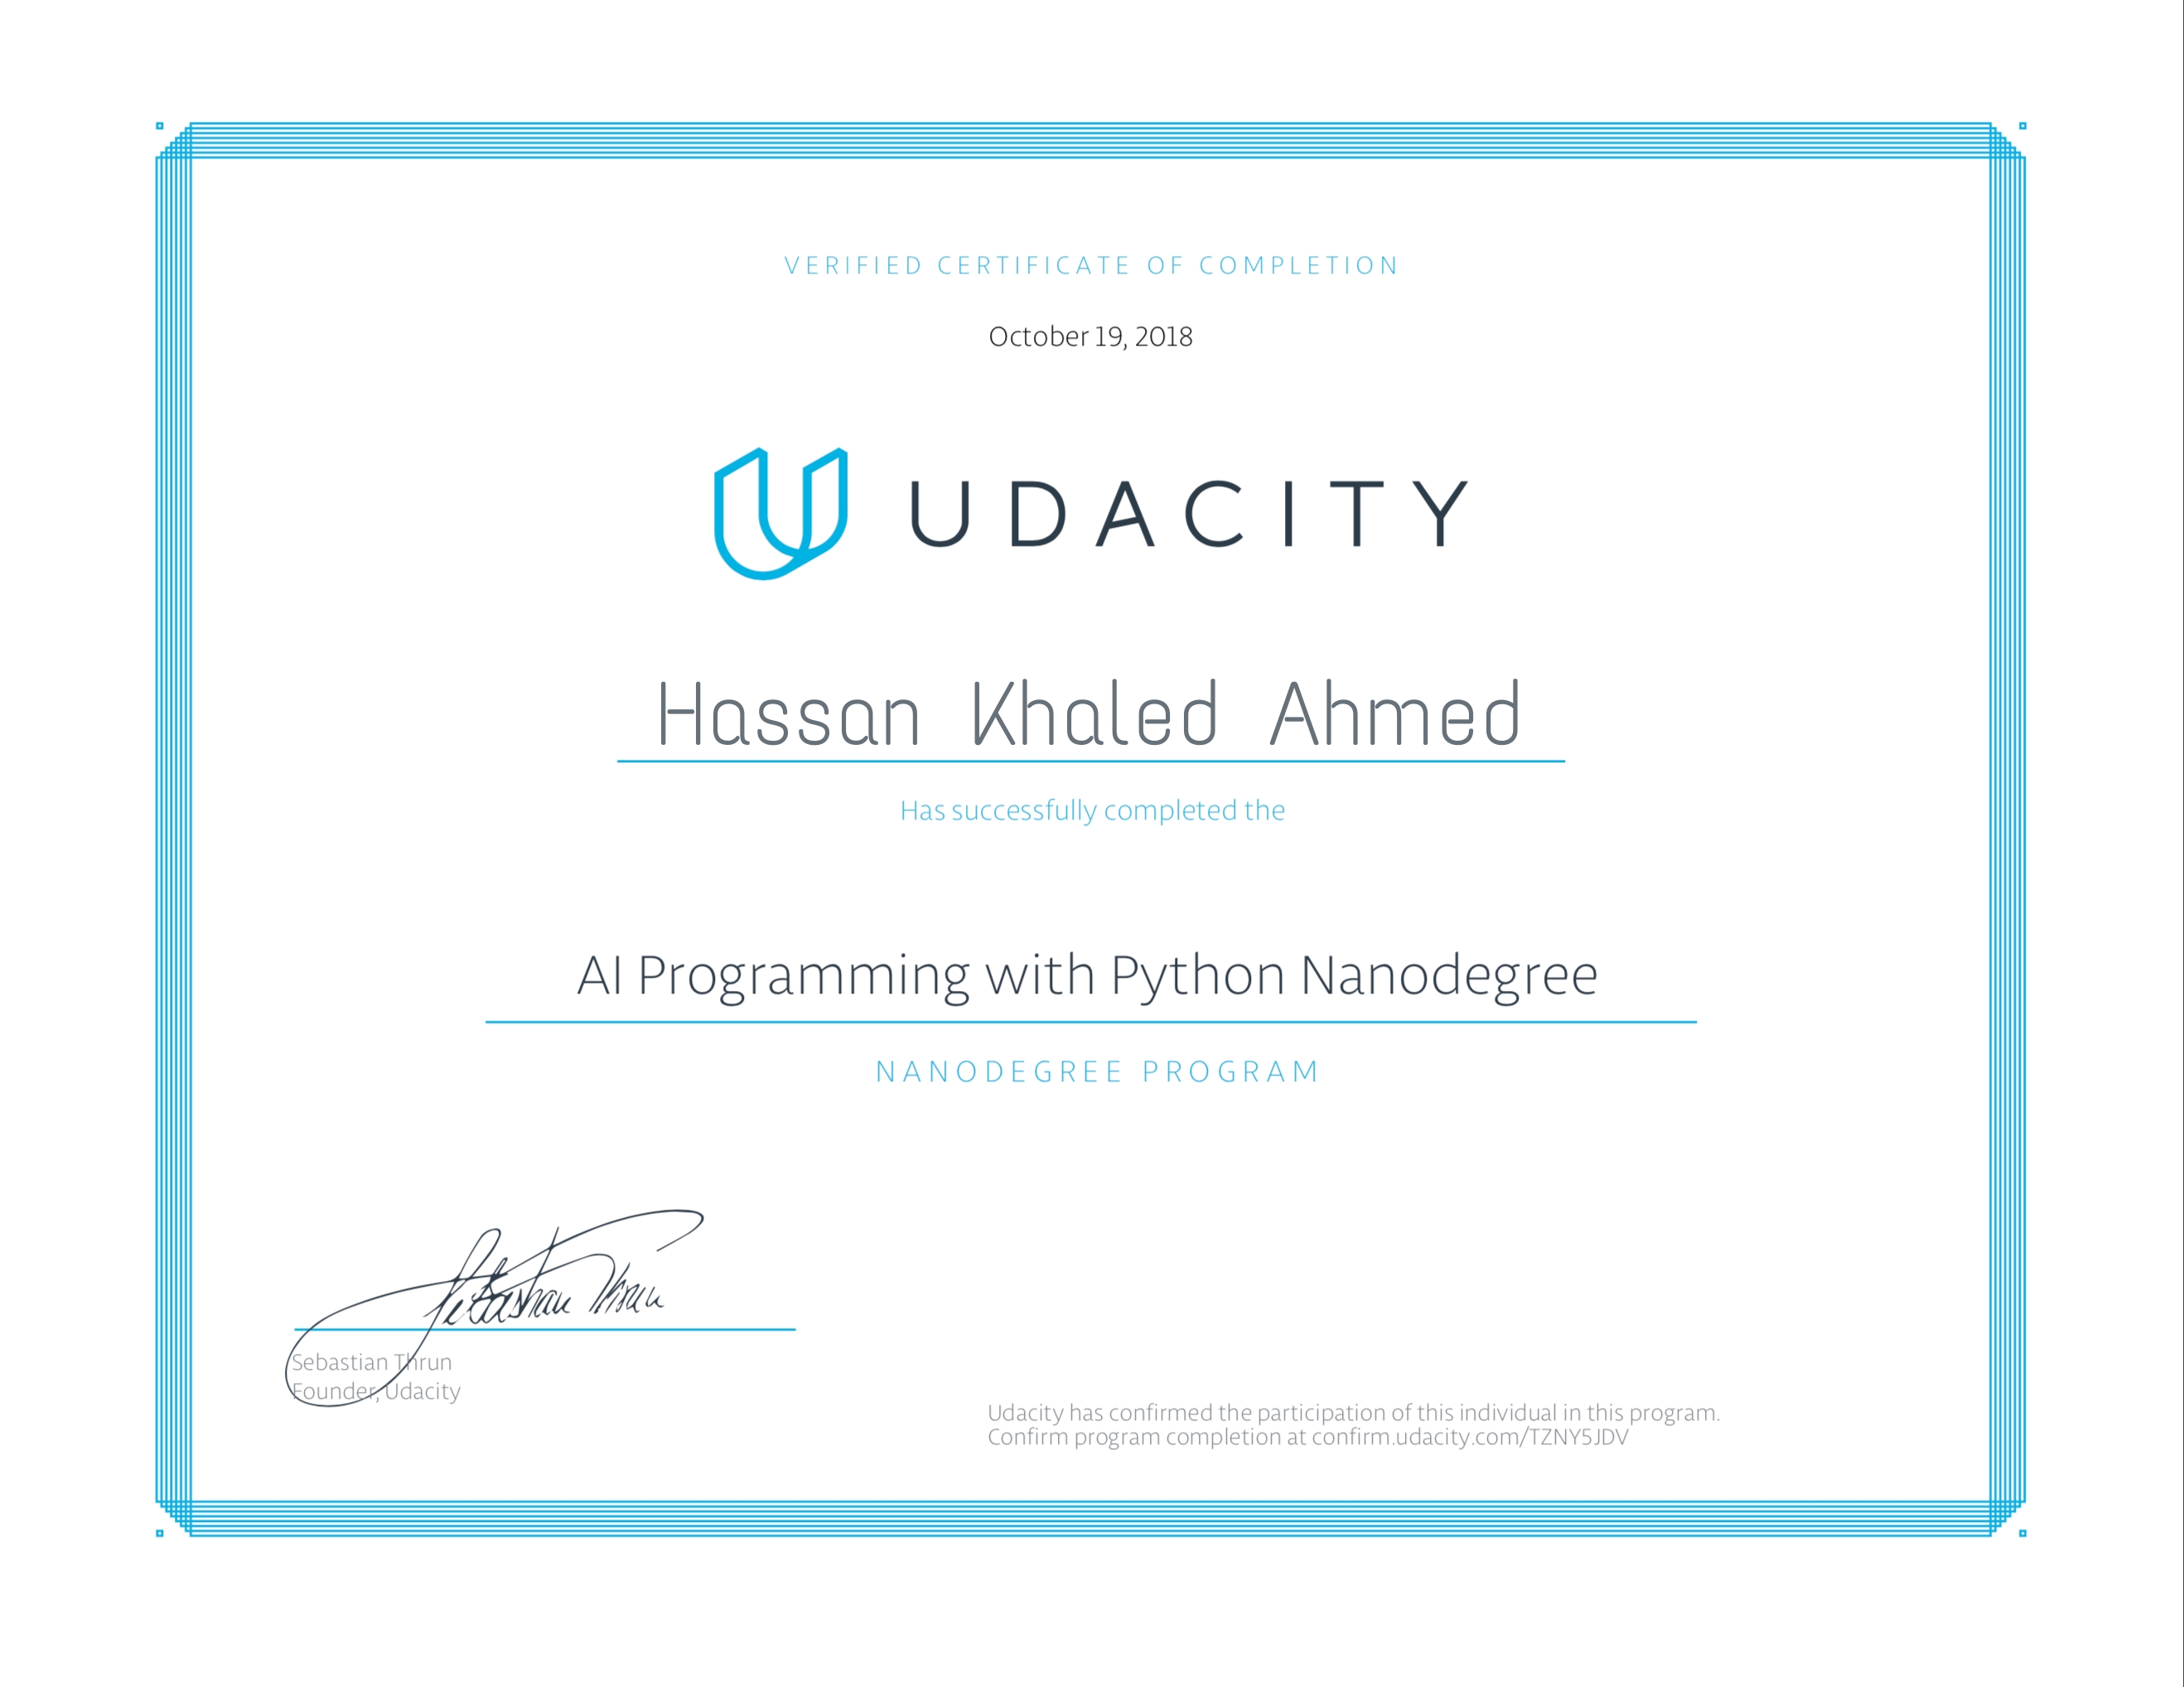 VERIFIED CERTIFICATE OF COMPLETION
October 19, 2018
UDACITY
Hassan Khaled Ahmed
Has successfully completed the
AI Programming with Python Nanodegree
NANODEGREE PROGRAM
Sebastian Thrun
Sebastian Thrun
Founder, Udacity
Udacity has confirmed the participation of this individual in this program.
Confirm program completion at confirm.udacity.com/TZNY5JDV